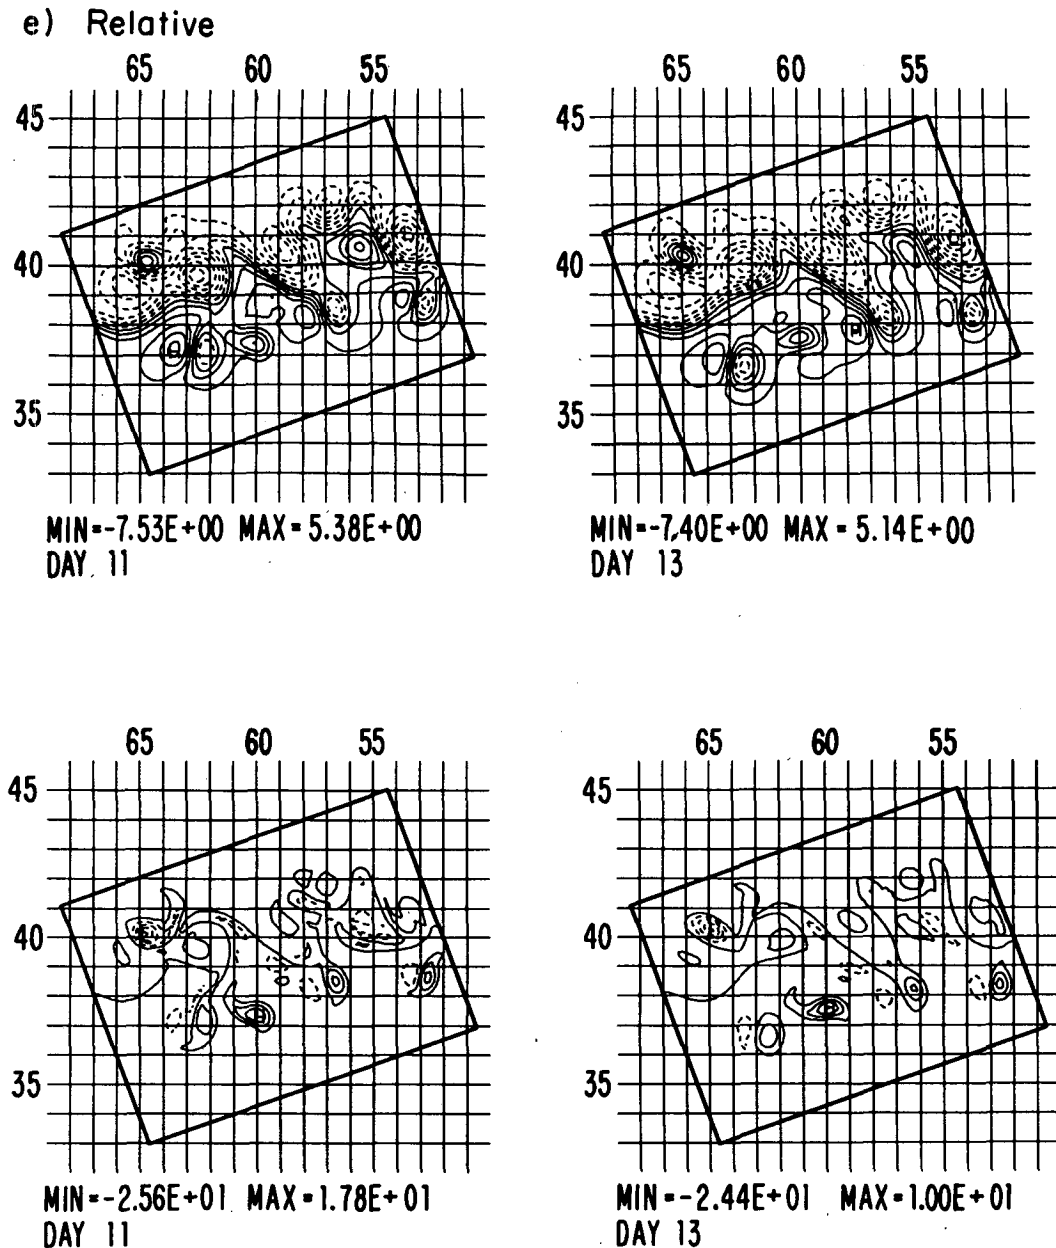 e) Relative
65 60 55
65 60 55
45
40
35
45
40
35
MIN=-7.53E+00 MAX=5.38E+00
DAY 11
MIN=-7.40E+00 MAX=5.14E+00
DAY 13
65 60 55
65 60 55
45
40
35
45
40
35
MIN=-2.56E+01 MAX=1.78E+01
DAY 11
MIN=-2.44E+01 MAX=1.00E+01
DAY 13